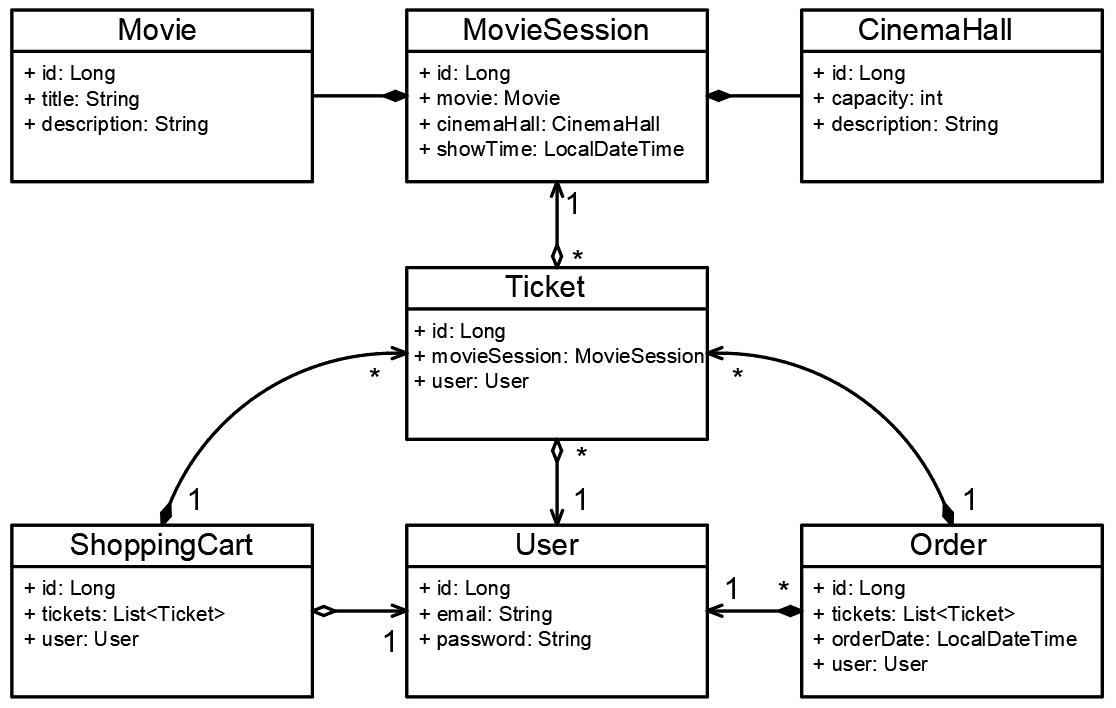 Movie
+ id: Long
+ title: String
+ description: String
MovieSession
+ id: Long
+ movie: Movie
+ cinemaHall: CinemaHall
+ showTime: LocalDateTime
CinemaHall
+ id: Long
+ capacity: int
+ description: String
1
*
Ticket
+ id: Long
+ movieSession: MovieSession
+ user: User
*
*
*
1
1
1
ShoppingCart
+ id: Long
+ tickets: List<Ticket>
+ user: User
1
User
+ id: Long
+ email: String
+ password: String
1
*
Order
+ id: Long
+ tickets: List<Ticket>
+ orderDate: LocalDateTime
+ user: User